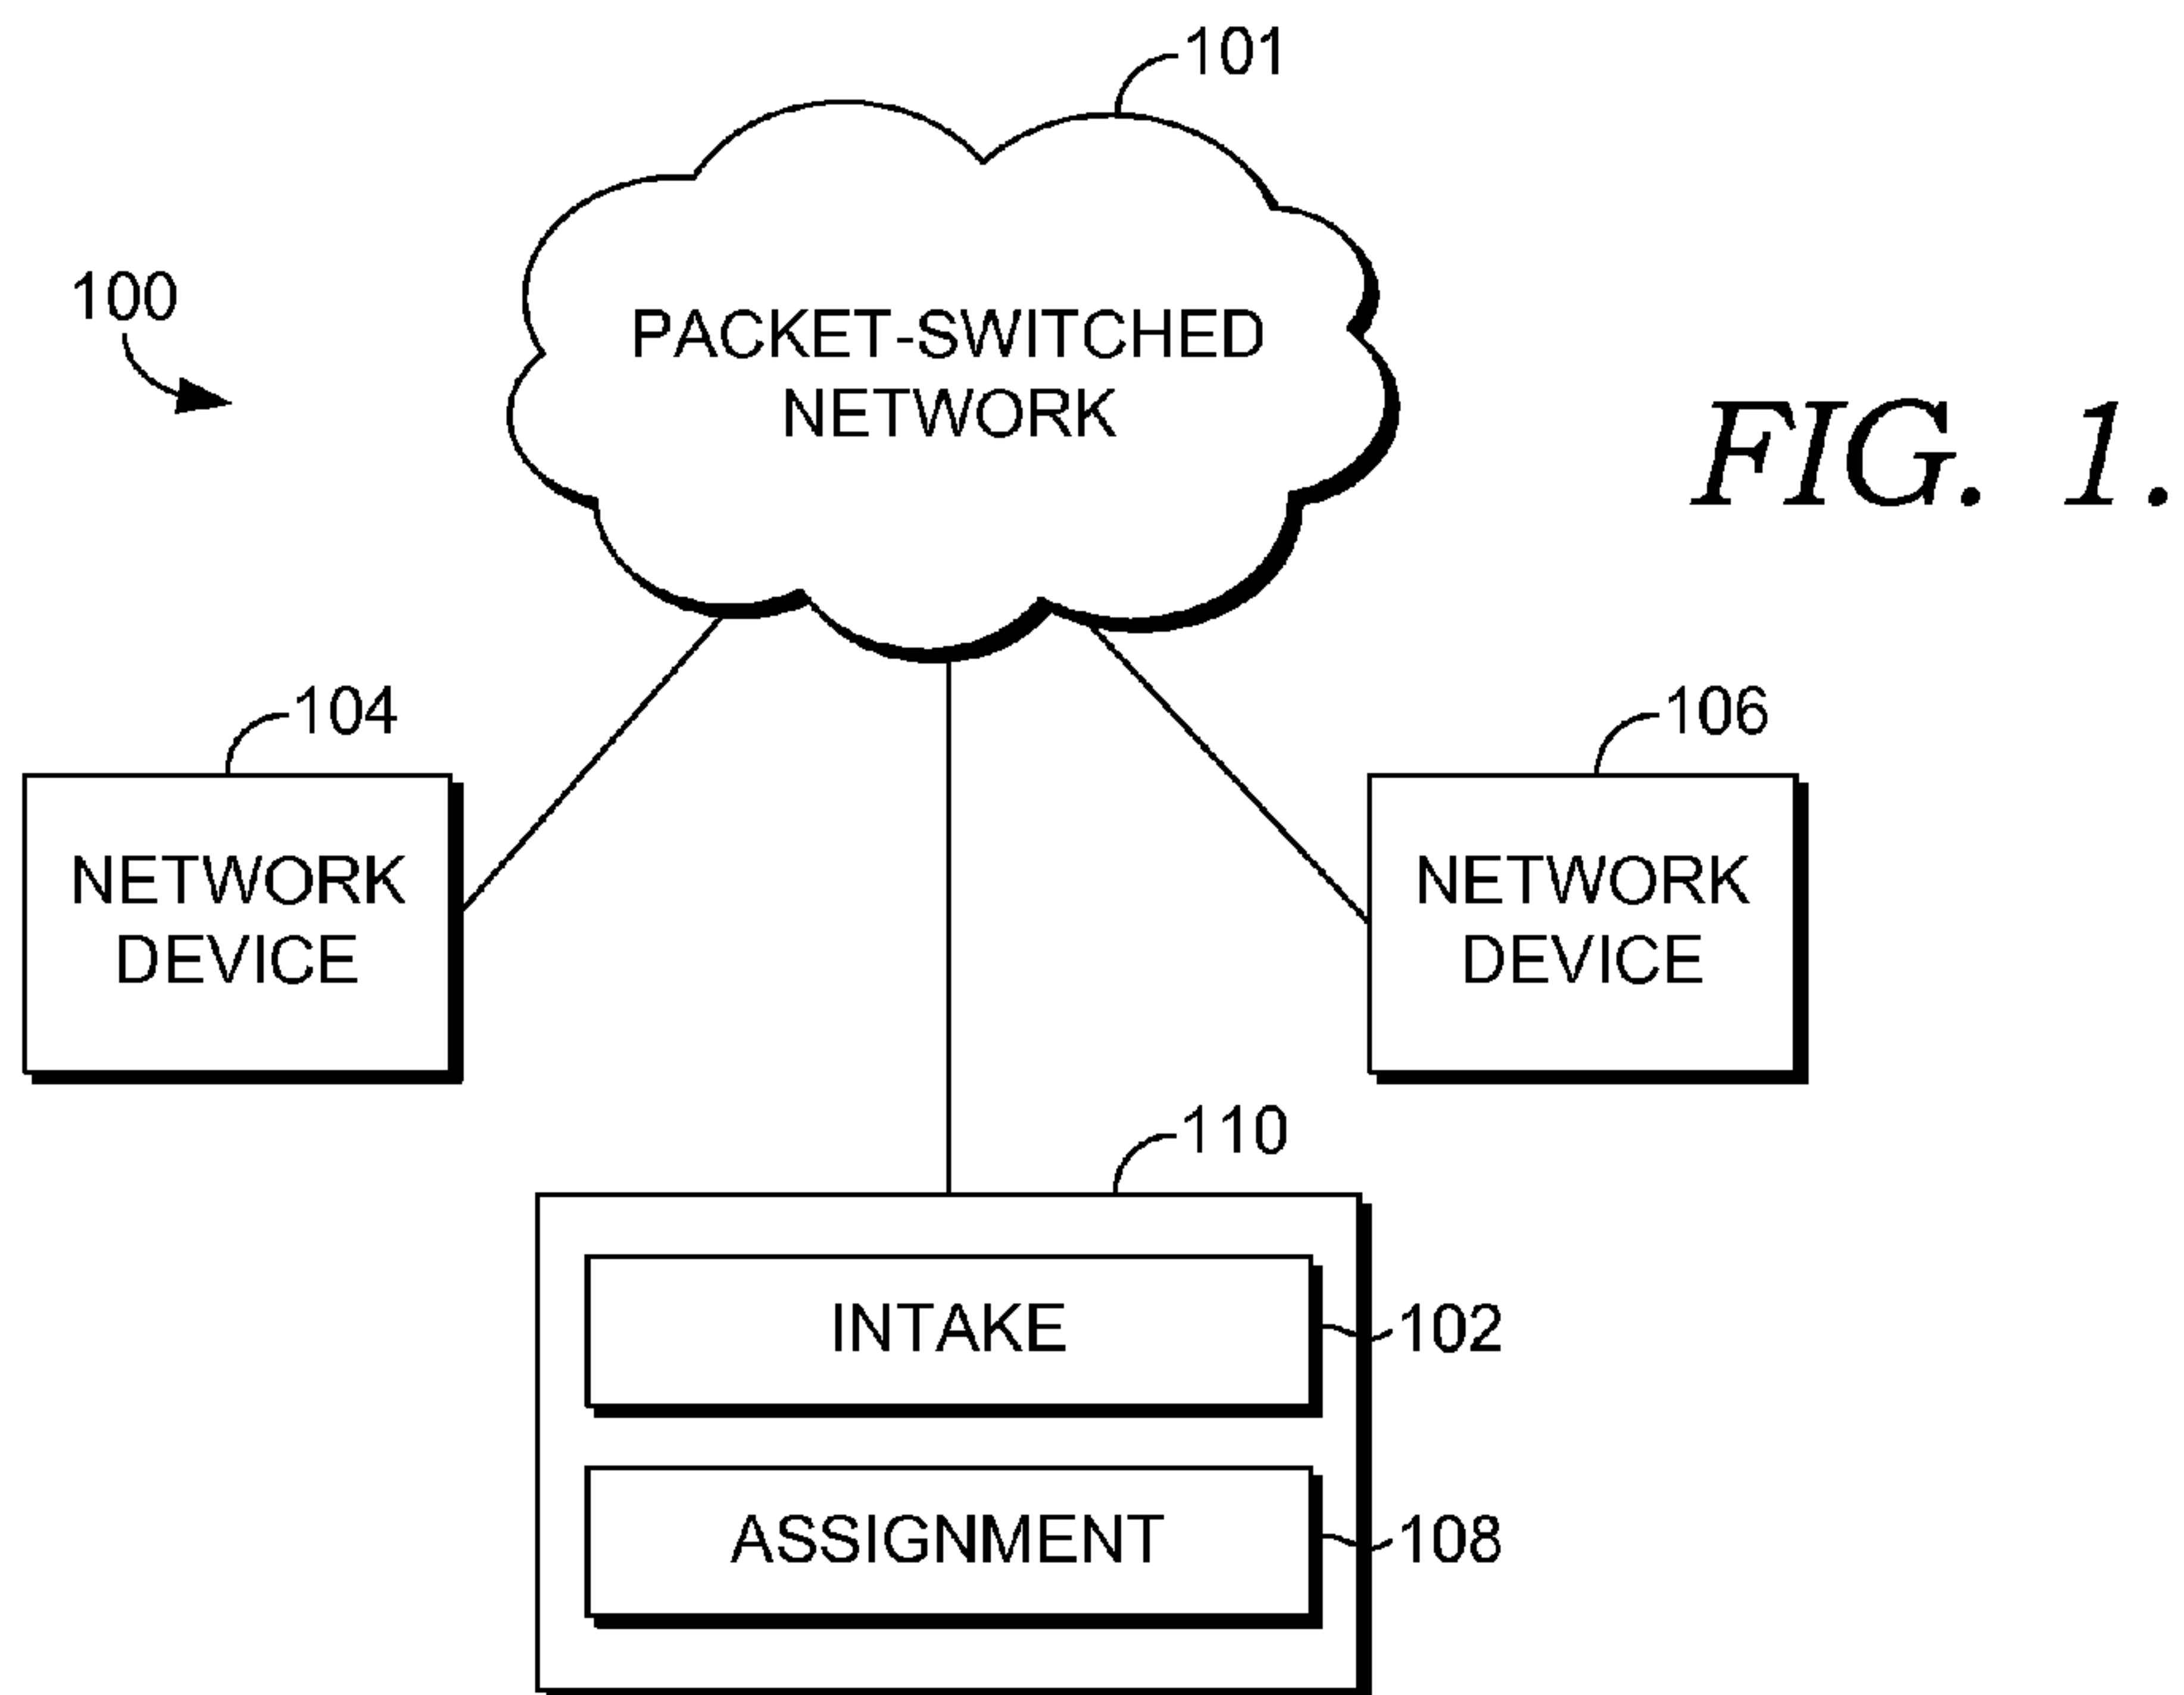 101
100
PACKET-SWITCHED
NETWORK
FIG. 1.
104
106
NETWORK
DEVICE
NETWORK
DEVICE
110
INTAKE
102
ASSIGNMENT
108